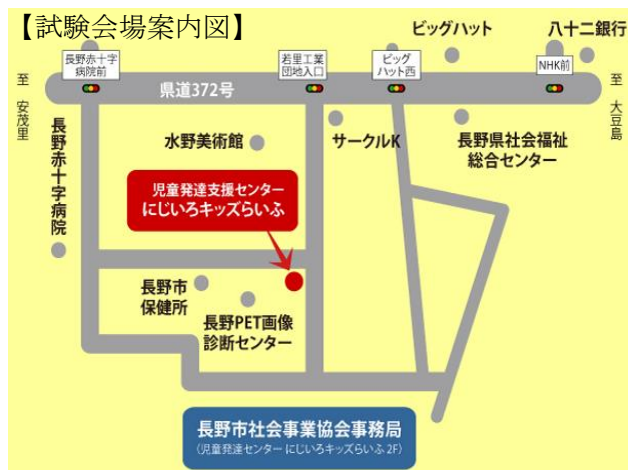 【試験会場案内図】
ビッグハット
八十二銀行
長野赤十字
病院前
若里工業
団地入口
ビッグ
ハット西
NHK前
至 安茂里
県道372号
至 大豆島
長野赤十字病院
水野美術館
サークルK
長野県社会福祉
総合センター
児童発達支援センター
にじいろキッズらいふ
長野市
保健所
長野PET画像
診断センター
長野市社会事業協会事務局
(児童発達センター にじいろキッズらいふ 2F)